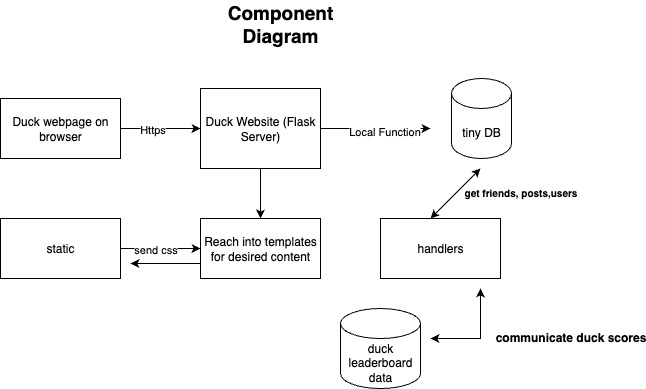 Component
Diagram
Duck webpage on
browser
Https
Duck Website (Flask
Server)
Local Function
tiny DB
get friends, posts,users
static
send css
Reach into templates
for desired content
handlers
duck
leaderboard
data
communicate duck scores